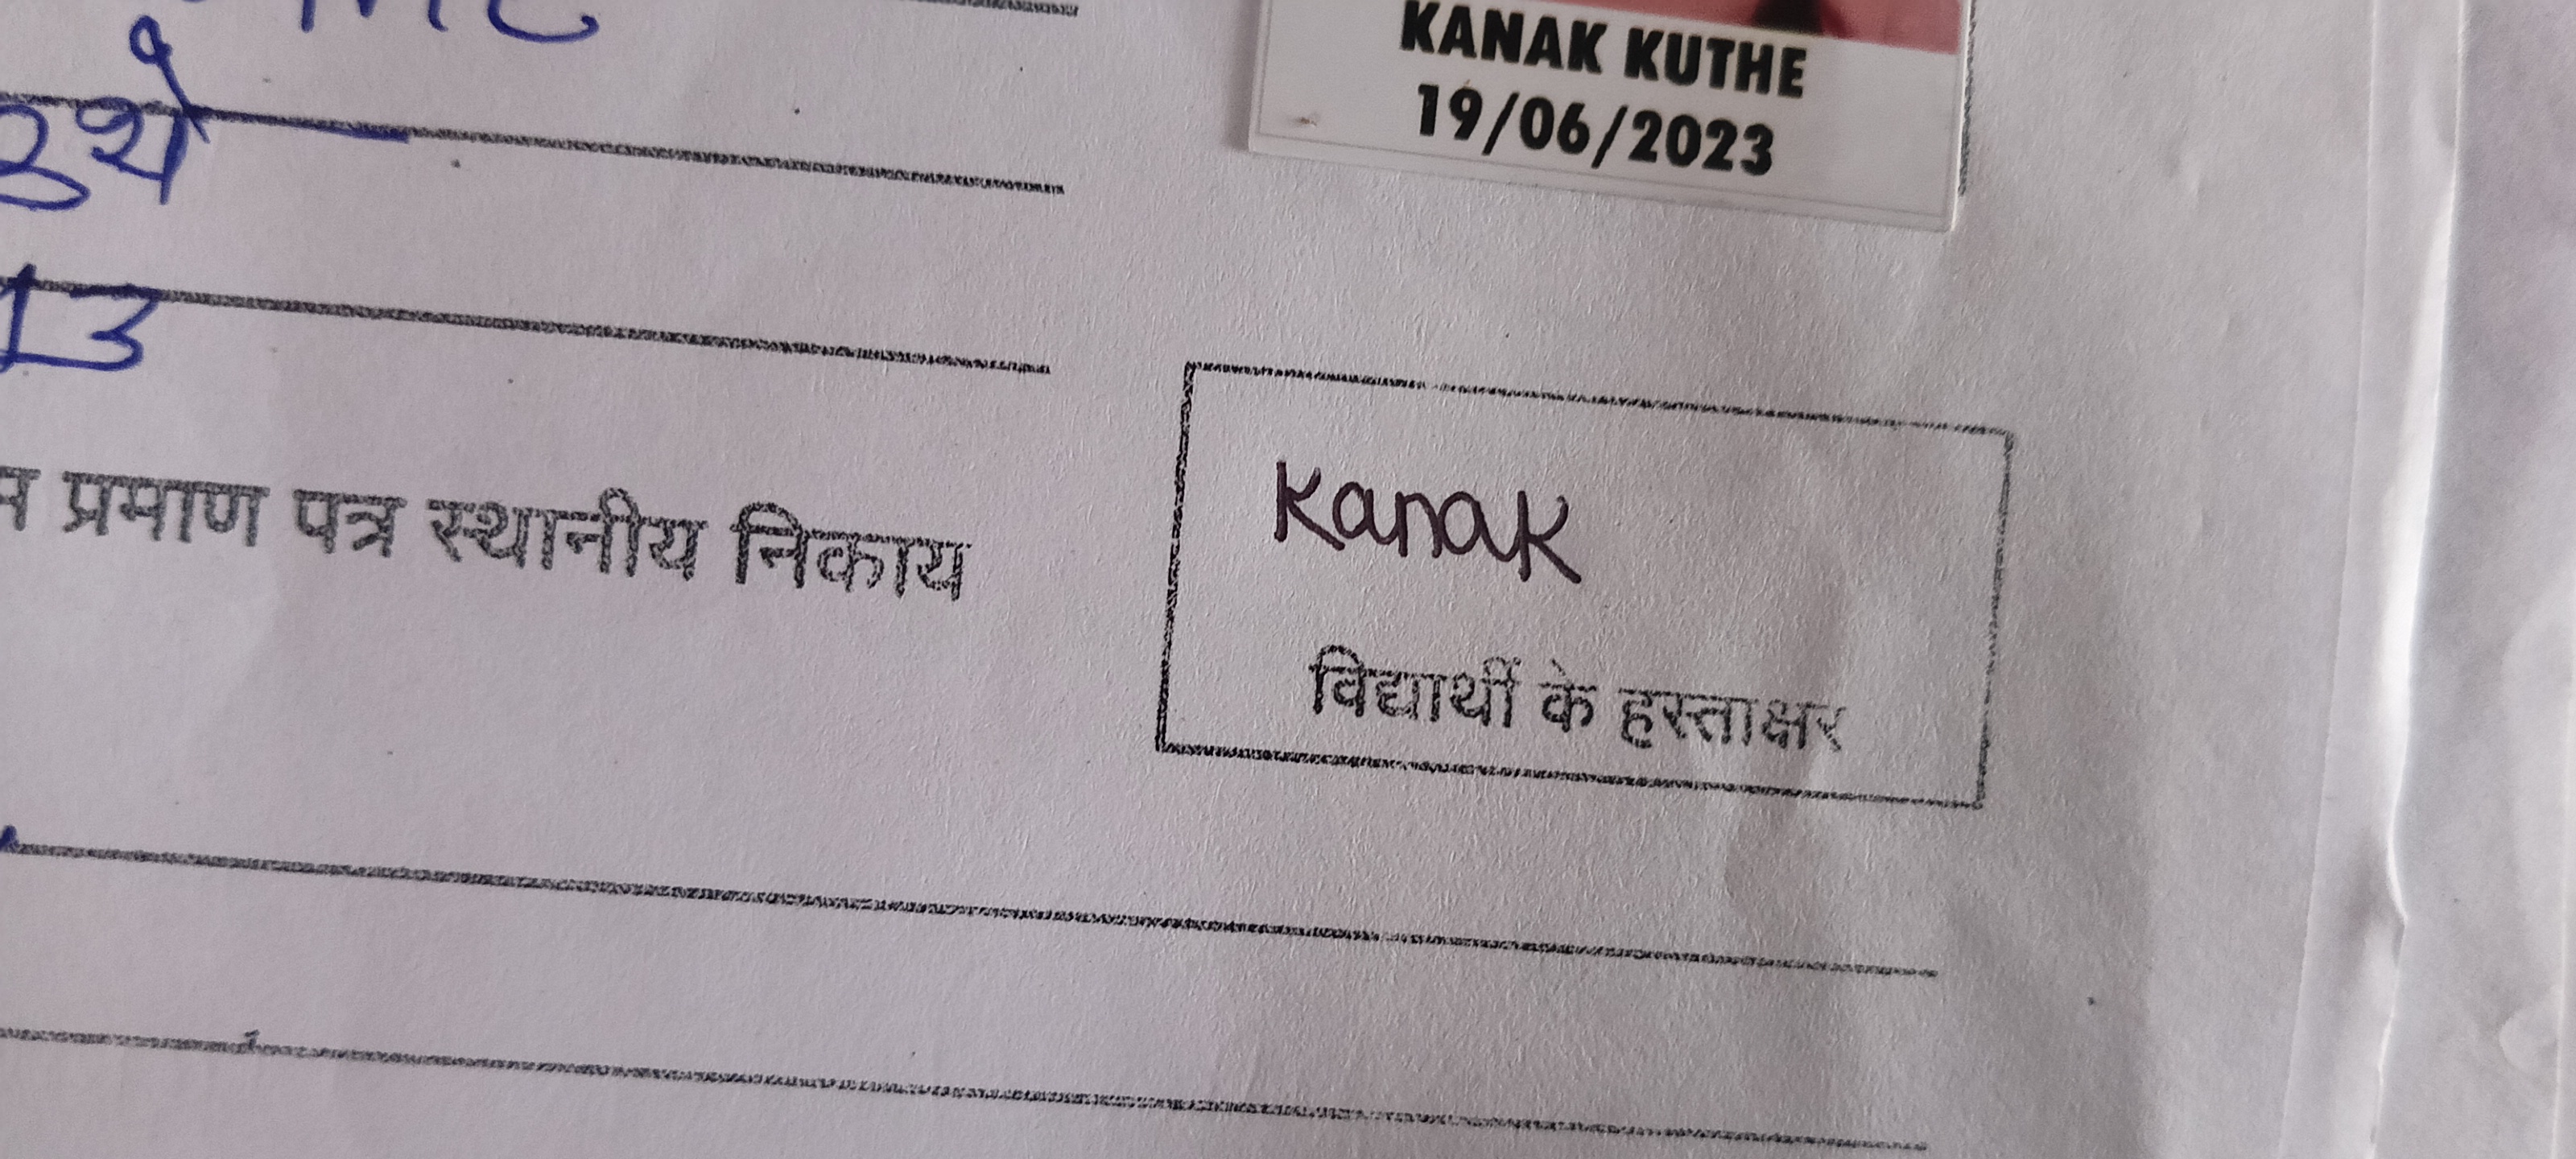 KANAK KUTHE
19/06/2023
13
प्रमाण पत्र स्थानीय निकाय
Kanak
विद्यार्थी के हस्ताक्षर